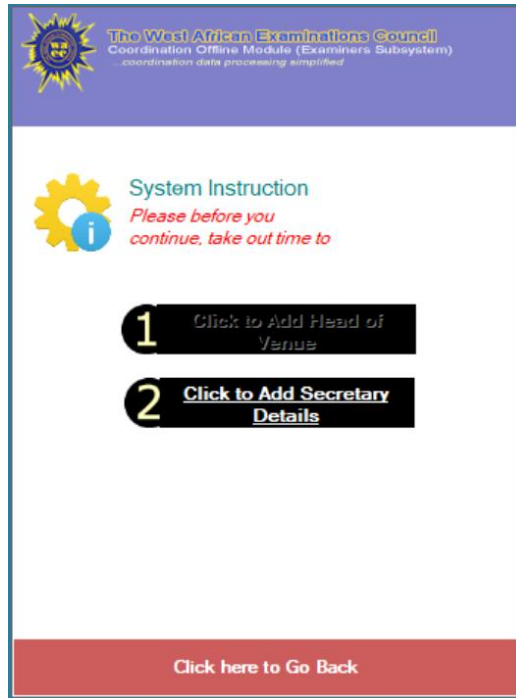 The West African Examinations Council
Coordination Offline Module (Examiners Subsystem)
...coordination data processing simplified
System Instruction
Please before you
continue, take out time to
1 Click to Add Head of
Venue
2 Click to Add Secretary
Details
Click here to Go Back